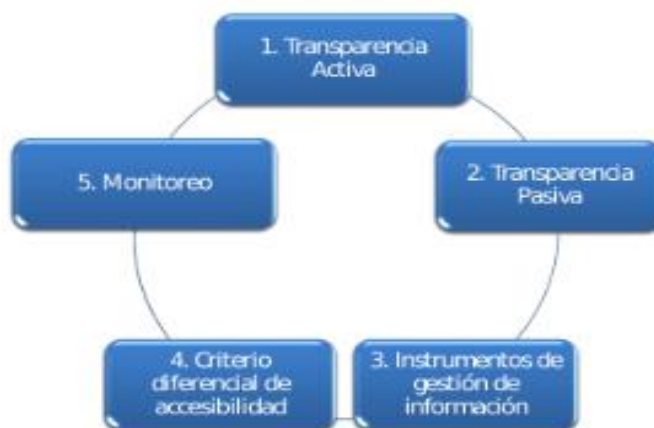 1. Transparencia
Activa
2. Transparencia
Pasiva
3. Instrumentos de
gestión de
información
4. Criterio
diferencial de
accesibilidad
5. Monitoreo